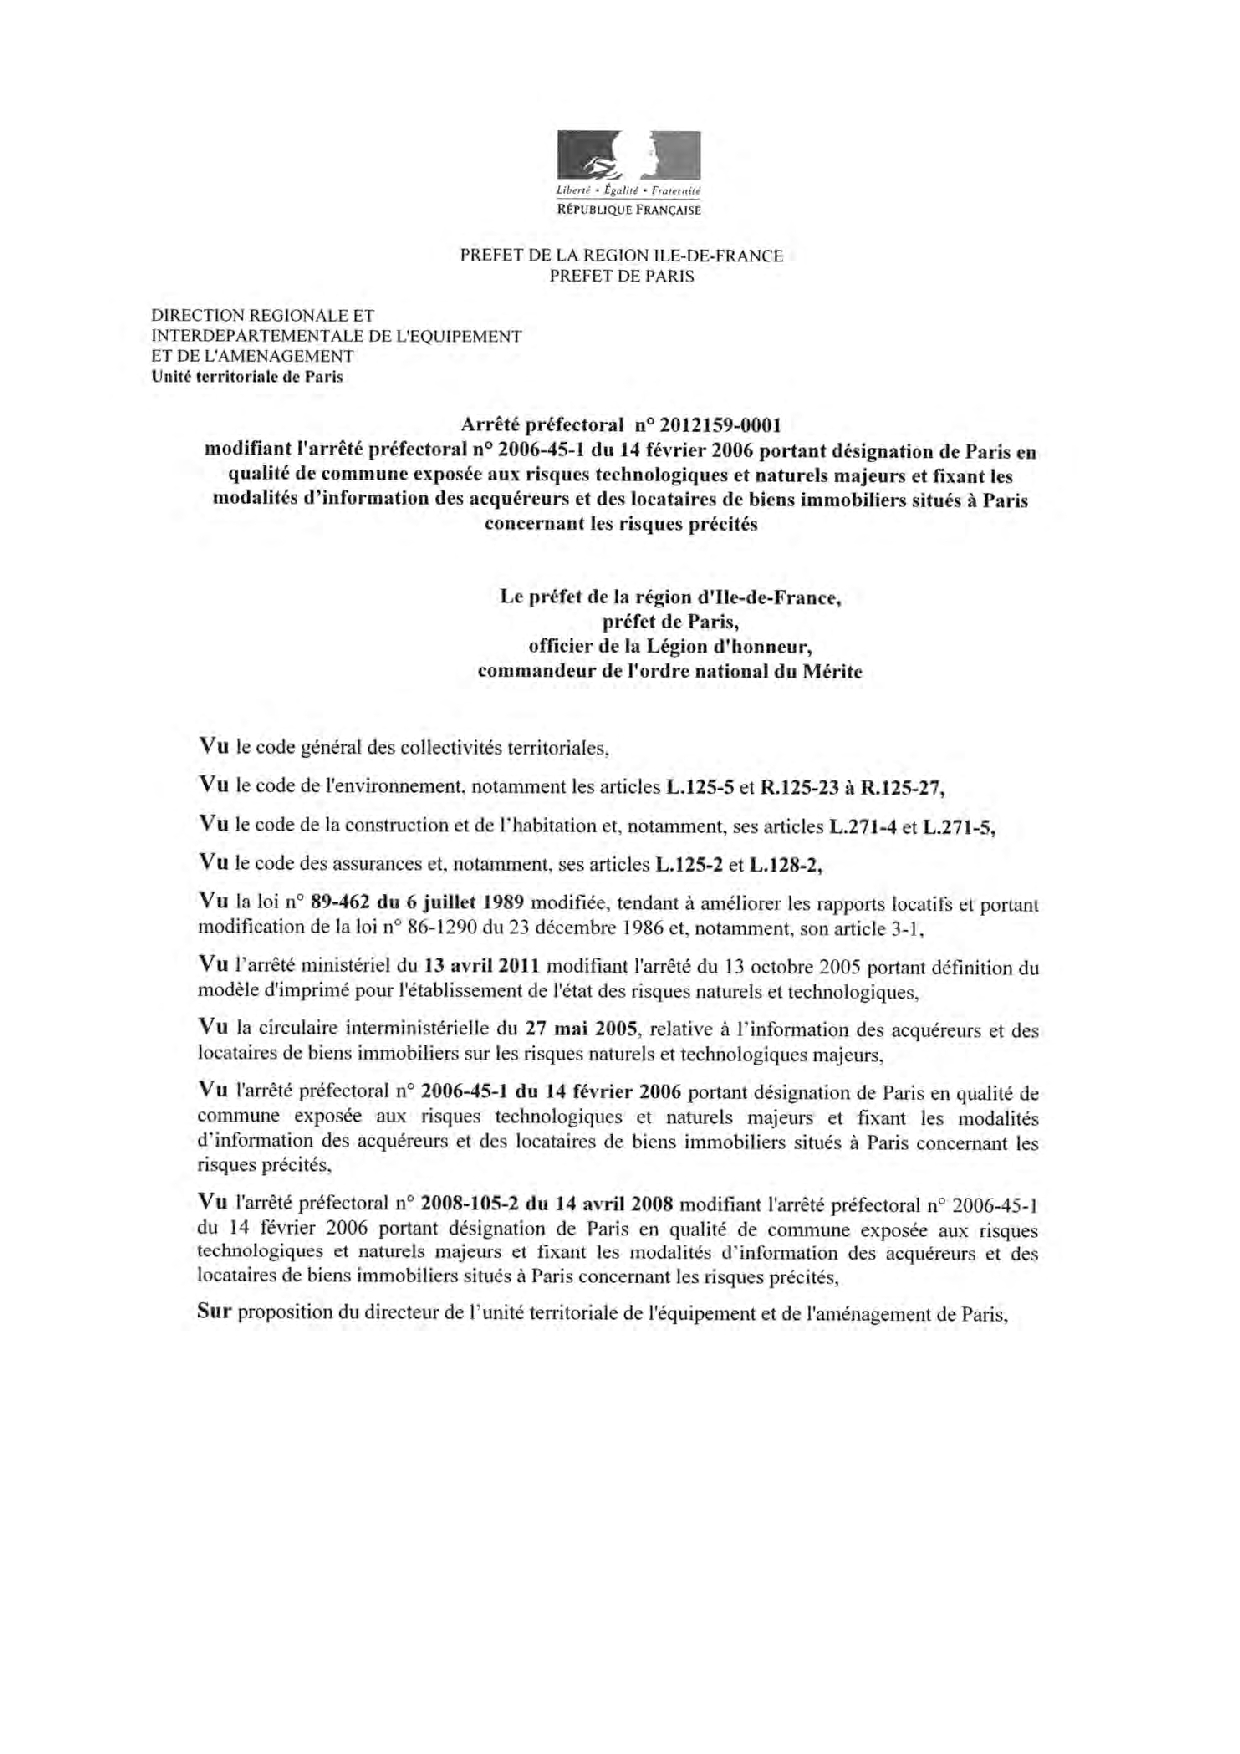 Liberté • Égalité • Fraternité
RÉPUBLIQUE FRANÇAISE
PREFET DE LA REGION ILE-DE-FRANCE
PREFET DE PARIS
DIRECTION REGIONALE ET
INTERDEPARTEMENTALE DE L'EQUIPEMENT
ET DE L'AMENAGEMENT
Unité territoriale de Paris
Arrêté préfectoral n° 2012159-0001
modifiant l'arrêté préfectoral n° 2006-45-1 du 14 février 2006 portant désignation de Paris en
qualité de commune exposée aux risques technologiques et naturels majeurs et fixant les
modalités d'information des acquéreurs et des locataires de biens immobiliers situés à Paris
concernant les risques précités
Le préfet de la région d'Ile-de-France,
préfet de Paris,
officier de la Légion d'honneur,
commandeur de l'ordre national du Mérite
Vu le code général des collectivités territoriales,
Vu le code de l'environnement, notamment les articles L.125-5 et R.125-23 à R.125-27,
Vu le code de la construction et de l'habitation et, notamment, ses articles L.271-4 et L.271-5,
Vu le code des assurances et, notamment, ses articles L.125-2 et L.128-2,
Vu la loi n° 89-462 du 6 juillet 1989 modifiée, tendant à améliorer les rapports locatifs et portant
modification de la loi n° 86-1290 du 23 décembre 1986 et, notamment, son article 3-1,
Vu l'arrêté ministériel du 13 avril 2011 modifiant l'arrêté du 13 octobre 2005 portant définition du
modèle d'imprimé pour l'établissement de l'état des risques naturels et technologiques,
Vu la circulaire interministérielle du 27 mai 2005, relative à l'information des acquéreurs et des
locataires de biens immobiliers sur les risques naturels et technologiques majeurs,
Vu l'arrêté préfectoral n° 2006-45-1 du 14 février 2006 portant désignation de Paris en qualité de
commune exposée aux risques technologiques et naturels majeurs et fixant les modalités
d'information des acquéreurs et des locataires de biens immobiliers situés à Paris concernant les
risques précités,
Vu l'arrêté préfectoral n° 2008-105-2 du 14 avril 2008 modifiant l'arrêté préfectoral n° 2006-45-1
du 14 février 2006 portant désignation de Paris en qualité de commune exposée aux risques
technologiques et naturels majeurs et fixant les modalités d'information des acquéreurs et des
locataires de biens immobiliers situés à Paris concernant les risques précités,
Sur proposition du directeur de l'unité territoriale de l'équipement et de l'aménagement de Paris,